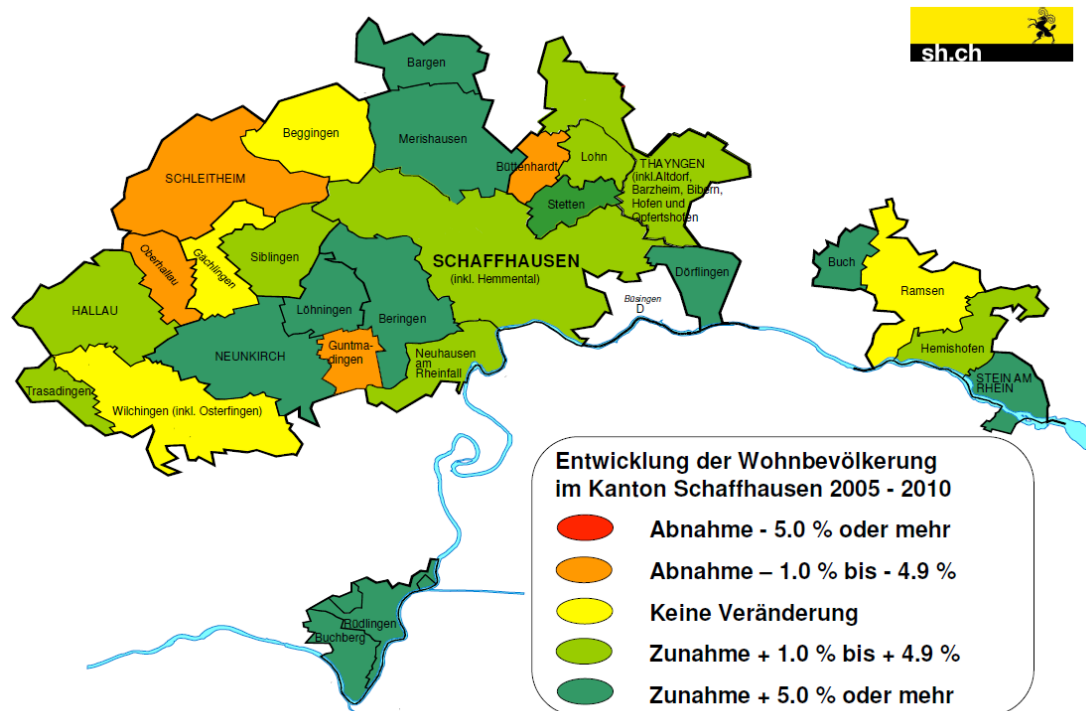 sh.ch
Bargen
Beggingen
Merishausen
SCHLEITHEIM
Büttenhardt
Lohn
THAYNGEN
(inkl.Altdorf,
Barzheim, Bibern,
Hofen und
Opfertshofen)
Stetten
Oberhallau
Gächlingen
Siblingen
SCHAFFHAUSEN
(inkl. Hemmental)
Dörflingen
Buch
Ramsen
Büsingen
D
HALLAU
Löhningen
Beringen
NEUNKIRCH
Guntma-
dingen
Neuhausen
am
Rheinfall
Hemishofen
STEIN AM
RHEIN
Trasadingen
Wilchingen (inkl. Osterfingen)
Rüdlingen
Buchberg
Entwicklung der Wohnbevölkerung
im Kanton Schaffhausen 2005 - 2010
Abnahme - 5.0 % oder mehr
Abnahme – 1.0 % bis - 4.9 %
Keine Veränderung
Zunahme + 1.0 % bis + 4.9 %
Zunahme + 5.0 % oder mehr